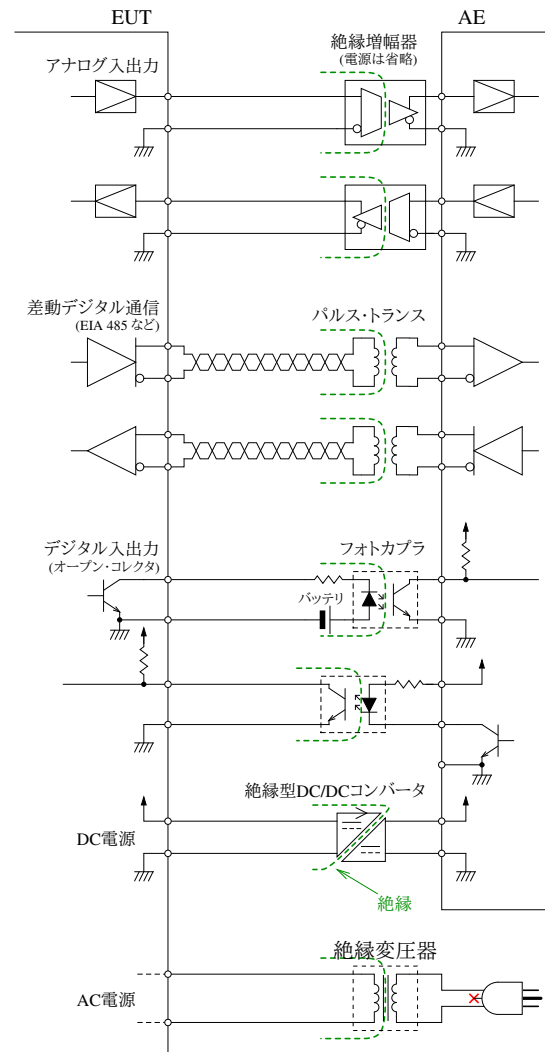 EUT
AE
アナログ入出力
絶縁増幅器
(電源は省略)
差動デジタル通信
(EIA 485 など)
パルス・トランス
デジタル入出力
(オープン・コレクタ)
フォトカプラ
バッテリ
絶縁型DC/DCコンバータ
DC電源
絶縁
絶縁変圧器
AC電源